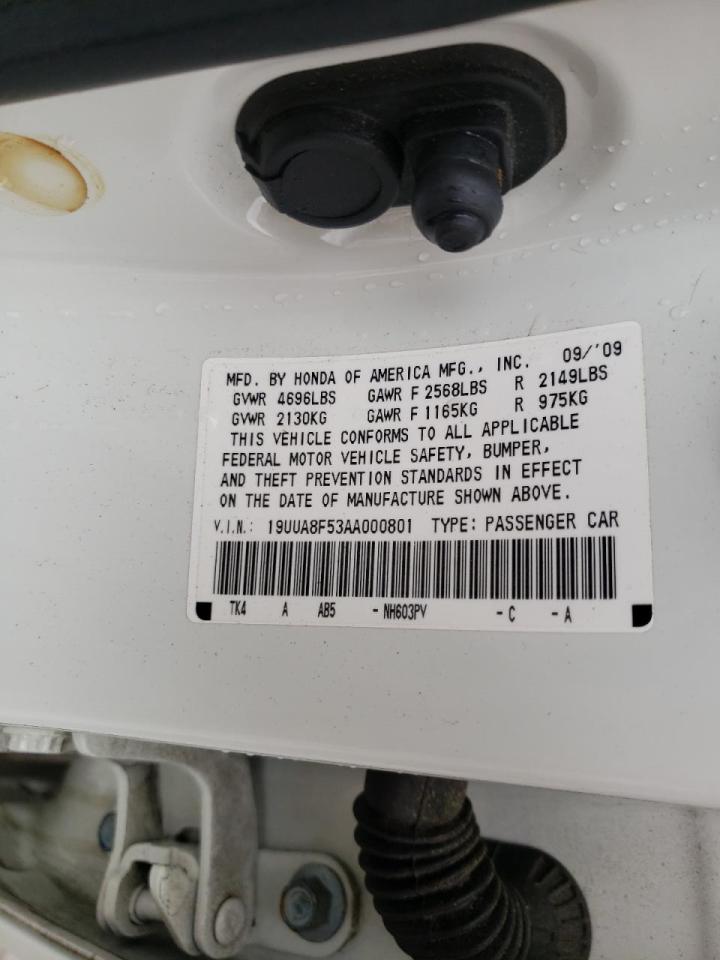 MFD. BY HONDA OF AMERICA MFG., INC. 09/'09
GVWR 4696LBS GAWR F 2568LBS R 2149LBS
GVWR 2130KG GAWR F 1165KG R 975KG
THIS VEHICLE CONFORMS TO ALL APPLICABLE
FEDERAL MOTOR VEHICLE SAFETY, BUMPER,
AND THEFT PREVENTION STANDARDS IN EFFECT
ON THE DATE OF MANUFACTURE SHOWN ABOVE.
V.I.N.: 19UUA8F53AA000801 TYPE: PASSENGER CAR
TK4 A AB5 - NH603PV - C - A